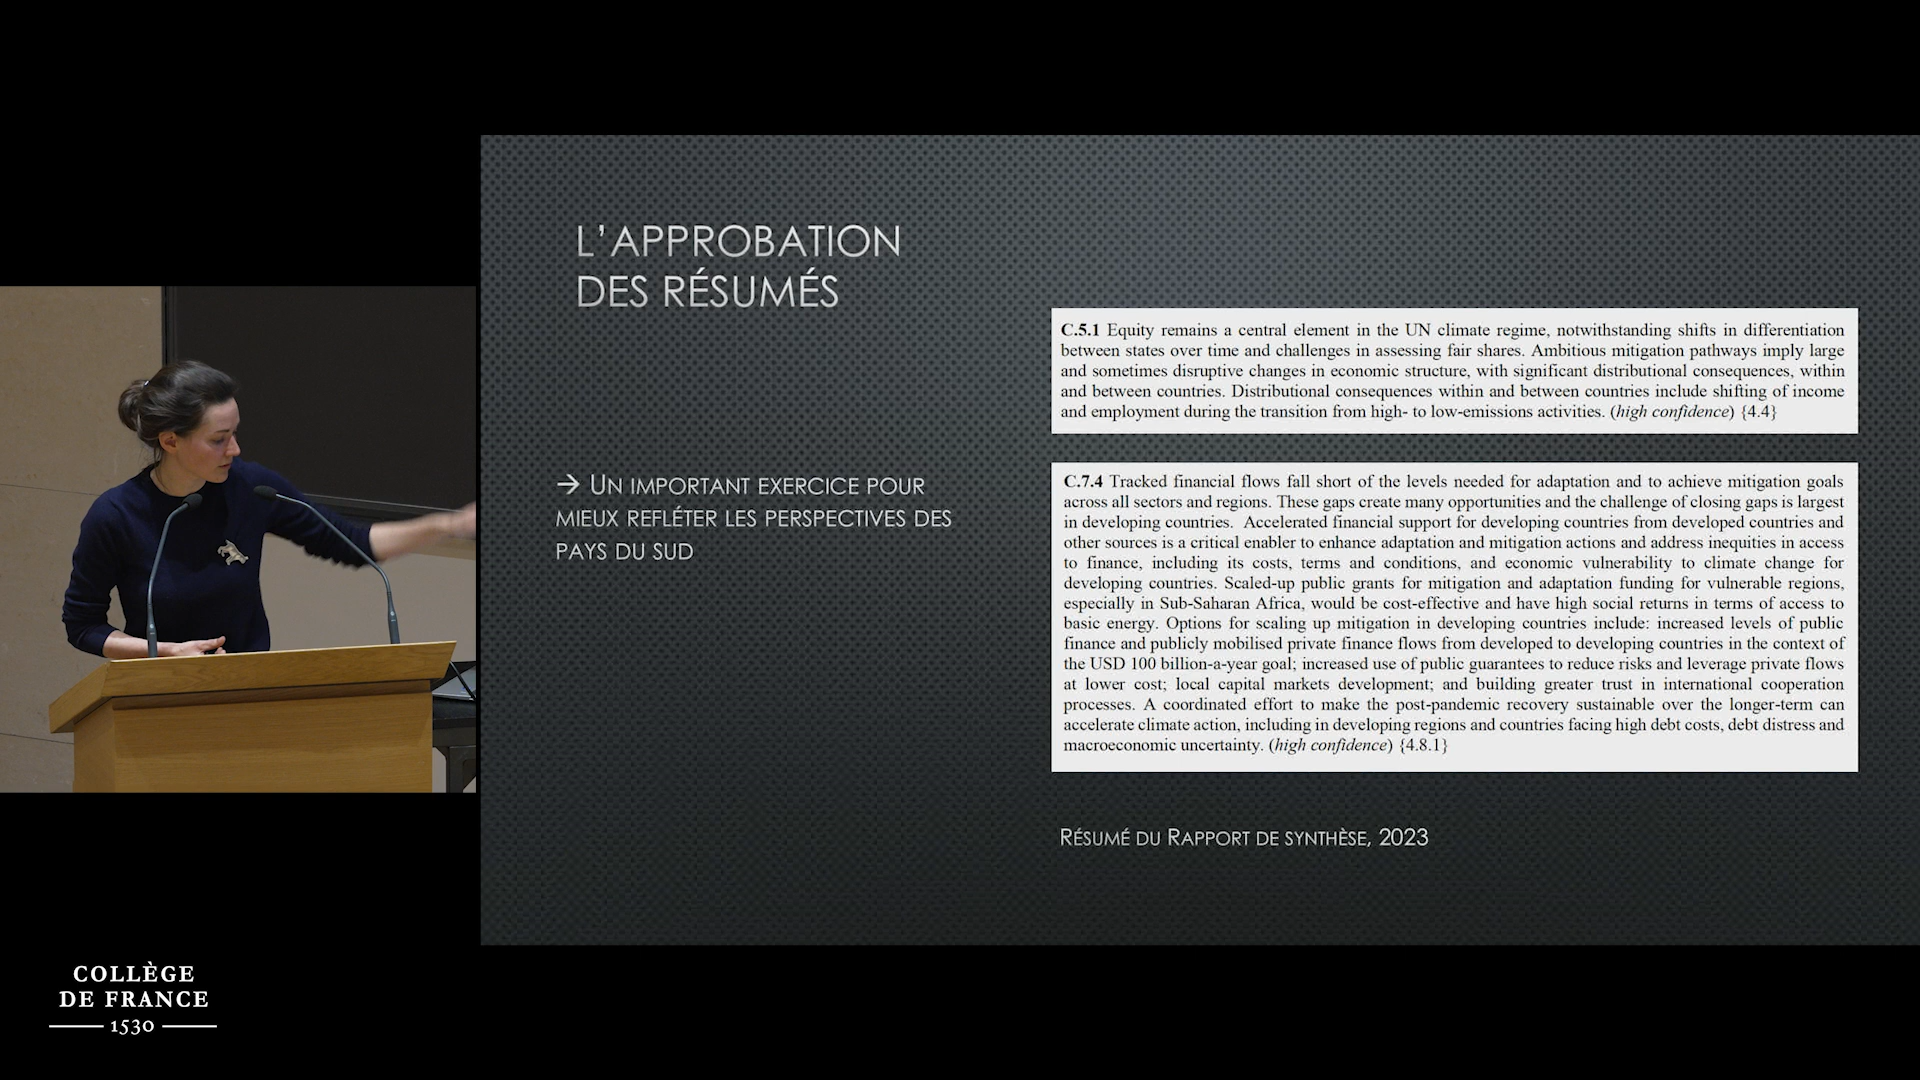 L'APPROBATION
DES RÉSUMÉS
→ UN IMPORTANT EXERCICE POUR
MIEUX REFLÉTER LES PERSPECTIVES DES
PAYS DU SUD
C.5.1 Equity remains a central element in the UN climate regime, notwithstanding shifts in differentiation
between states over time and challenges in assessing fair shares. Ambitious mitigation pathways imply large
and sometimes disruptive changes in economic structure, with significant distributional consequences, within
and between countries. Distributional consequences within and between countries include shifting of income
and employment during the transition from high- to low-emissions activities. (high confidence) {4.4}
C.7.4 Tracked financial flows fall short of the levels needed for adaptation and to achieve mitigation goals
across all sectors and regions. These gaps create many opportunities and the challenge of closing gaps is largest
in developing countries. Accelerated financial support for developing countries from developed countries and
other sources is a critical enabler to enhance adaptation and mitigation actions and address inequities in access
to finance, including its costs, terms and conditions, and economic vulnerability to climate change for
developing countries. Scaled-up public grants for mitigation and adaptation funding for vulnerable regions,
especially in Sub-Saharan Africa, would be cost-effective and have high social returns in terms of access to
basic energy. Options for scaling up mitigation in developing countries include: increased levels of public
finance and publicly mobilised private finance flows from developed to developing countries in the context of
the USD 100 billion-a-year goal; increased use of public guarantees to reduce risks and leverage private flows
at lower cost; local capital markets development; and building greater trust in international cooperation
processes. A coordinated effort to make the post-pandemic recovery sustainable over the longer-term can
accelerate climate action, including in developing regions and countries facing high debt costs, debt distress and
macroeconomic uncertainty. (high confidence) {4.8.1}
RÉSUMÉ DU RAPPORT DE SYNTHÈSE, 2023
COLLÈGE
DE FRANCE
1530